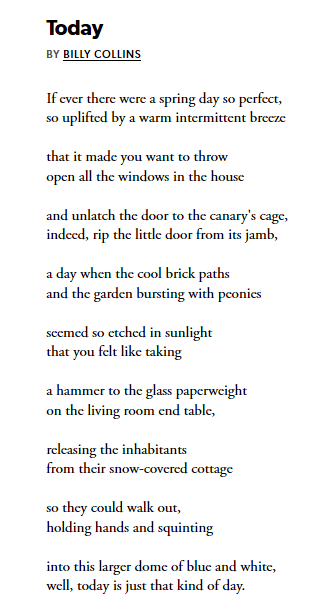 Today
BY BILLY COLLINS
If ever there were a spring day so perfect,
so uplifted by a warm intermittent breeze
that it made you want to throw
open all the windows in the house
and unlatch the door to the canary's cage,
indeed, rip the little door from its jamb,
a day when the cool brick paths
and the garden bursting with peonies
seemed so etched in sunlight
that you felt like taking
a hammer to the glass paperweight
on the living room end table,
releasing the inhabitants
from their snow-covered cottage
so they could walk out,
holding hands and squinting
into this larger dome of blue and white,
well, today is just that kind of day.